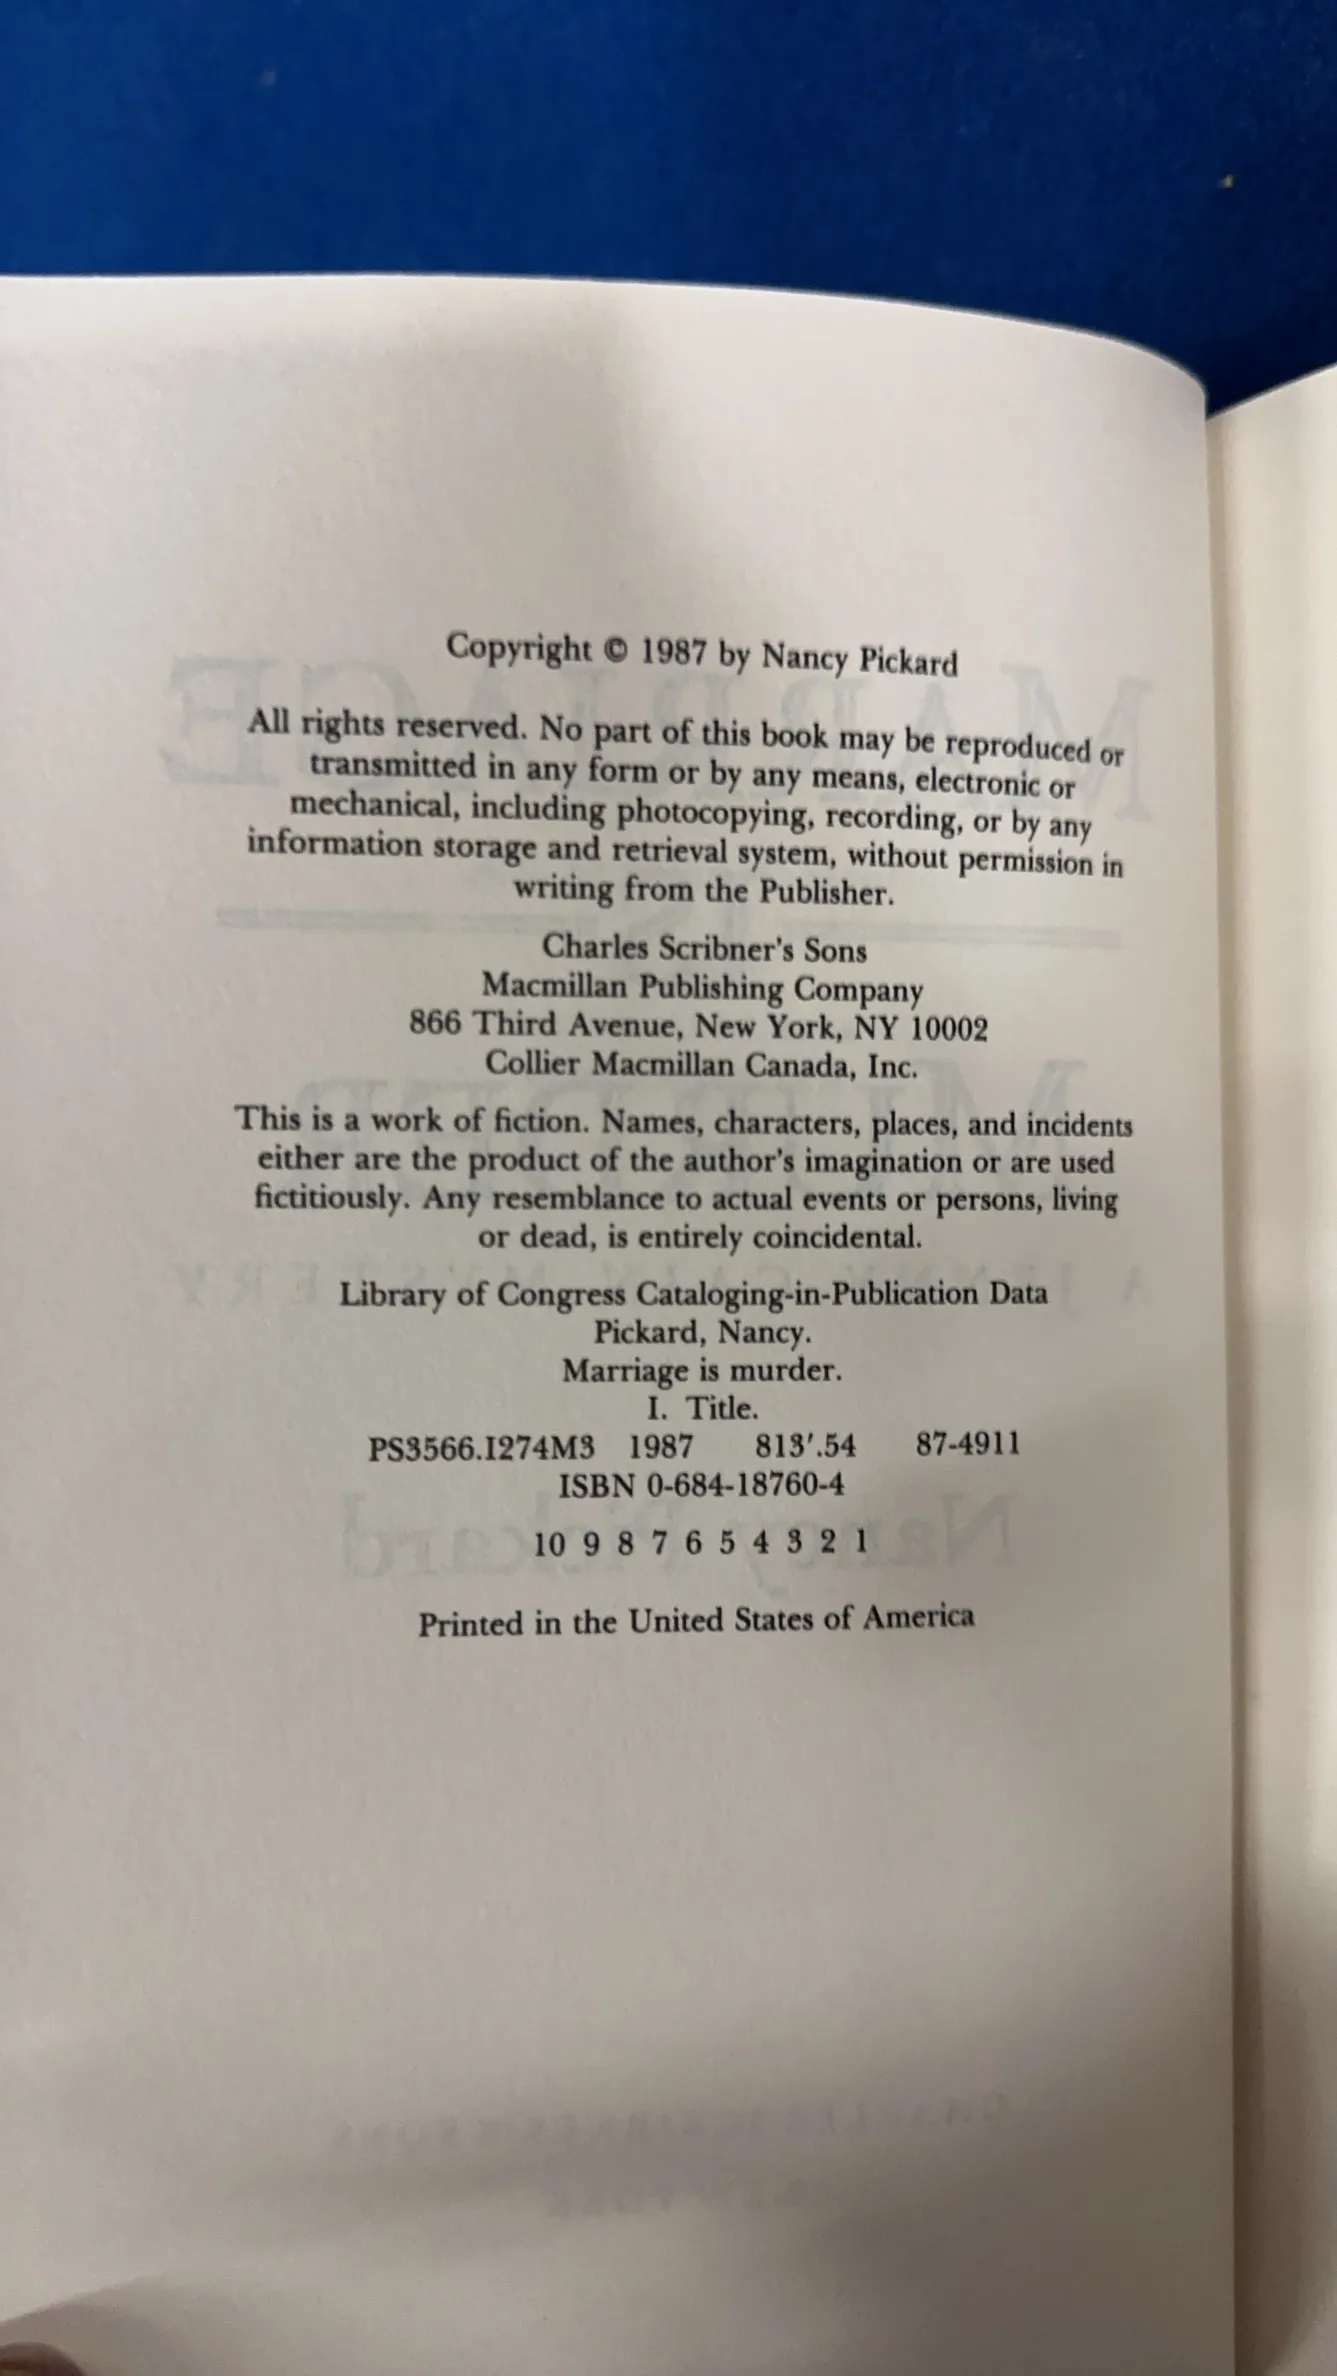 Copyright © 1987 by Nancy Pickard
All rights reserved. No part of this book may be reproduced or
transmitted in any form or by any means, electronic or
mechanical, including photocopying, recording, or by any
information storage and retrieval system, without permission in
writing from the Publisher.
Charles Scribner's Sons
Macmillan Publishing Company
866 Third Avenue, New York, NY 10002
Collier Macmillan Canada, Inc.
This is a work of fiction. Names, characters, places, and incidents
either are the product of the author's imagination or are used
fictitiously. Any resemblance to actual events or persons, living
or dead, is entirely coincidental.
Library of Congress Cataloging-in-Publication Data
Pickard, Nancy.
Marriage is murder.
I. Title.
PS3566.I274M3 1987 813'.54 87-4911
ISBN 0-684-18760-4
10 9 8 7 6 5 4 3 2 1
Printed in the United States of America